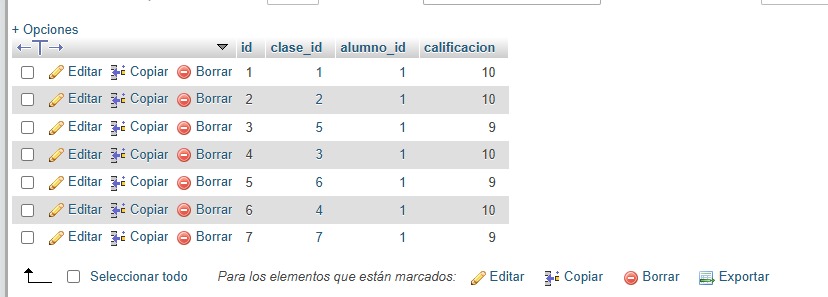 + Opciones
id clase_id alumno_id calificacion
Editar Copiar Borrar 1 1 1 10
Editar Copiar Borrar 2 2 1 10
Editar Copiar Borrar 3 5 1 9
Editar Copiar Borrar 4 3 1 10
Editar Copiar Borrar 5 6 1 9
Editar Copiar Borrar 6 4 1 10
Editar Copiar Borrar 7 7 1 9
Seleccionar todo Para los elementos que están marcados: Editar Copiar Borrar Exportar